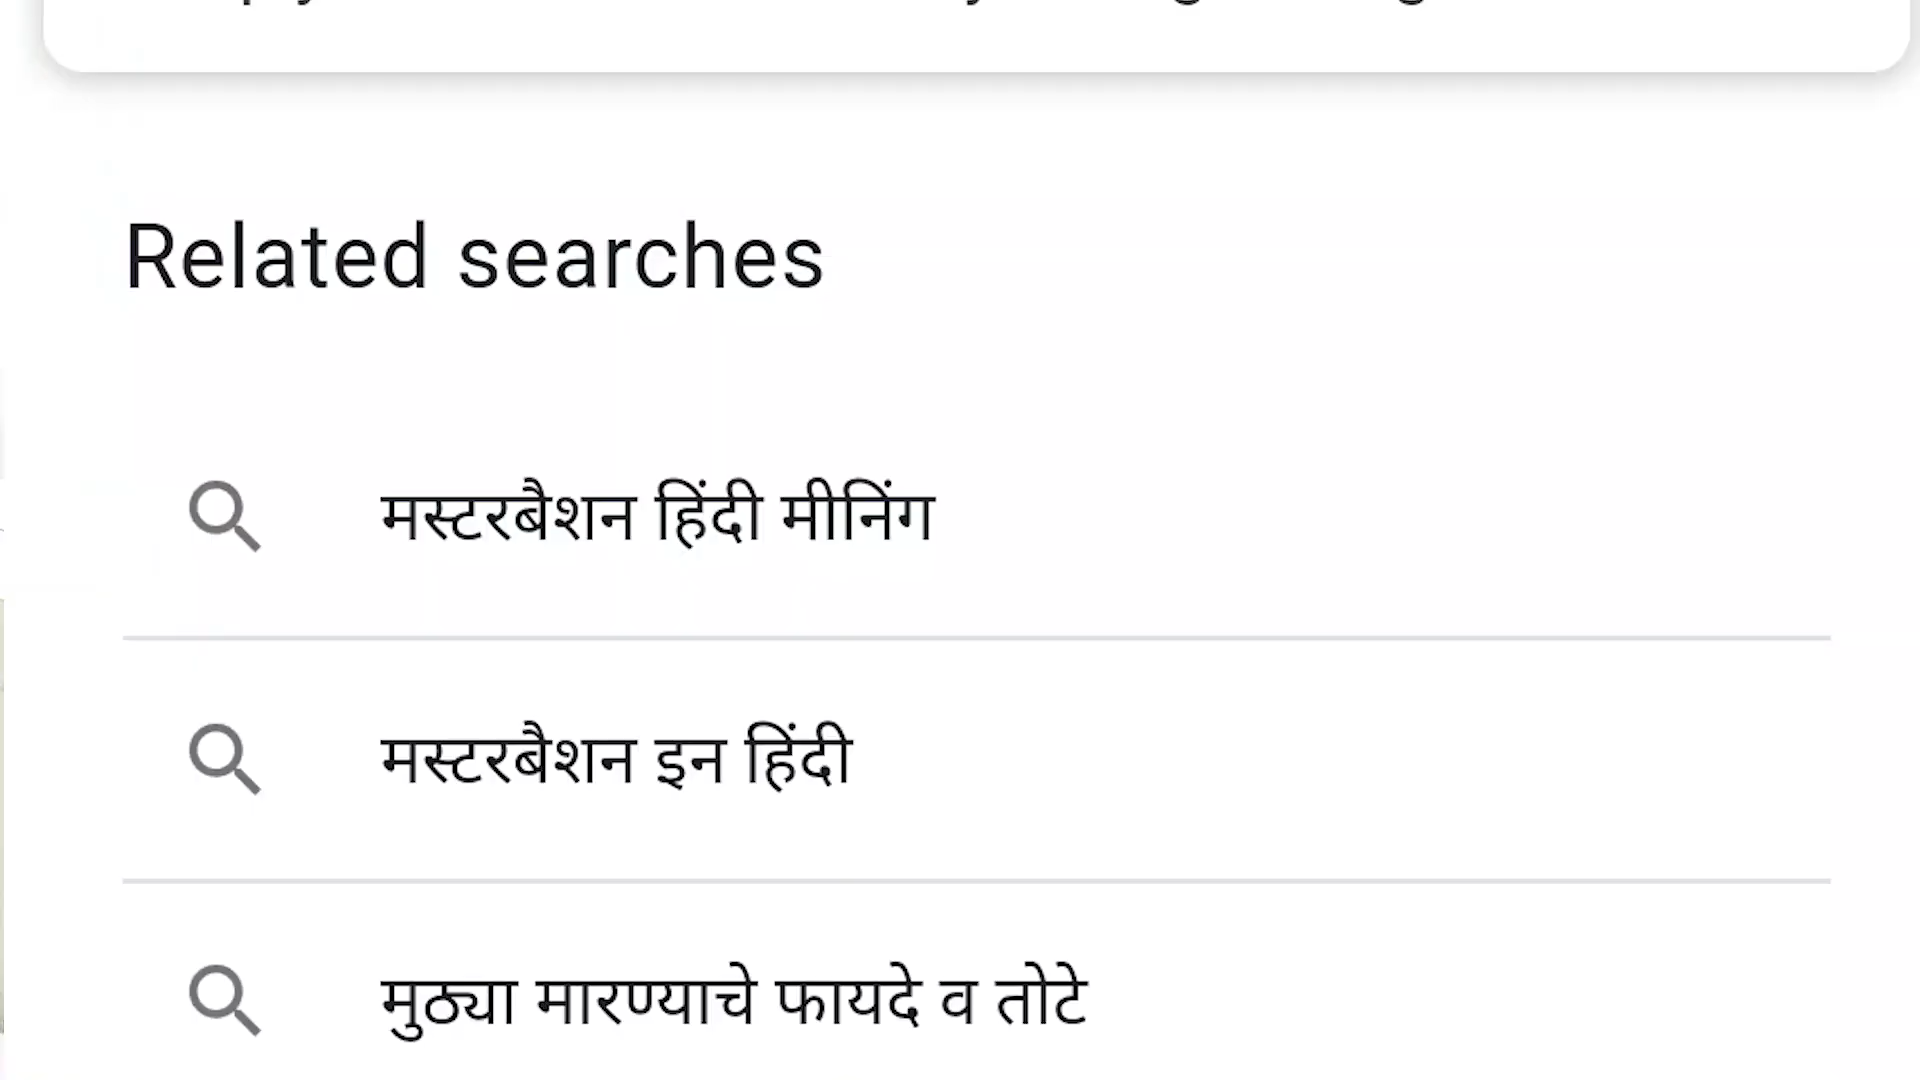 Related searches
मस्टरबैशन हिंदी मीनिंग
मस्टरबैशन इन हिंदी
मुठ्या मारण्याचे फायदे व तोटे